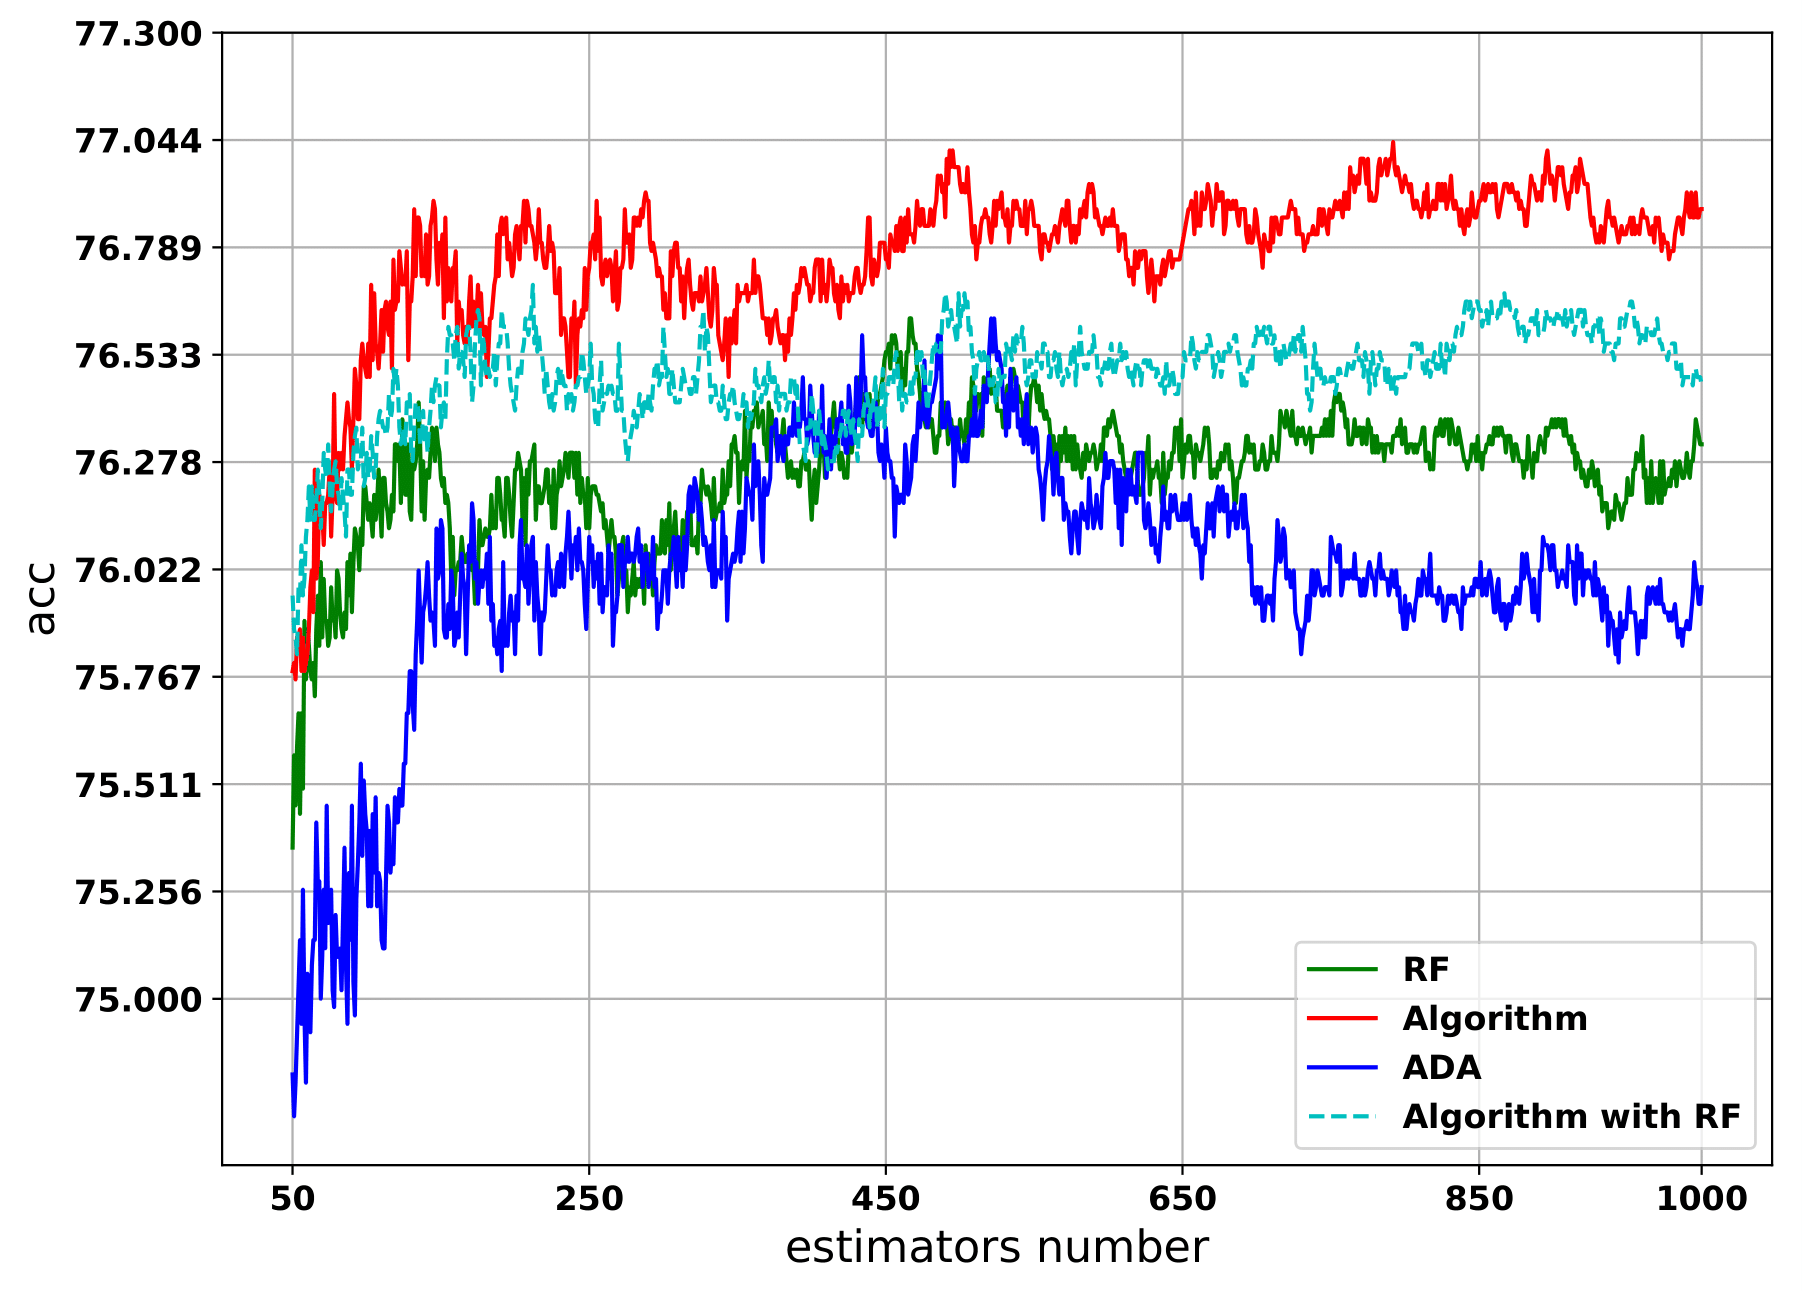 77.300
77.044
76.789
76.533
76.278
76.022
75.767
75.511
75.256
75.000
acc
50 250 450 650 850 1000
estimators number
RF
Algorithm
ADA
Algorithm with RF